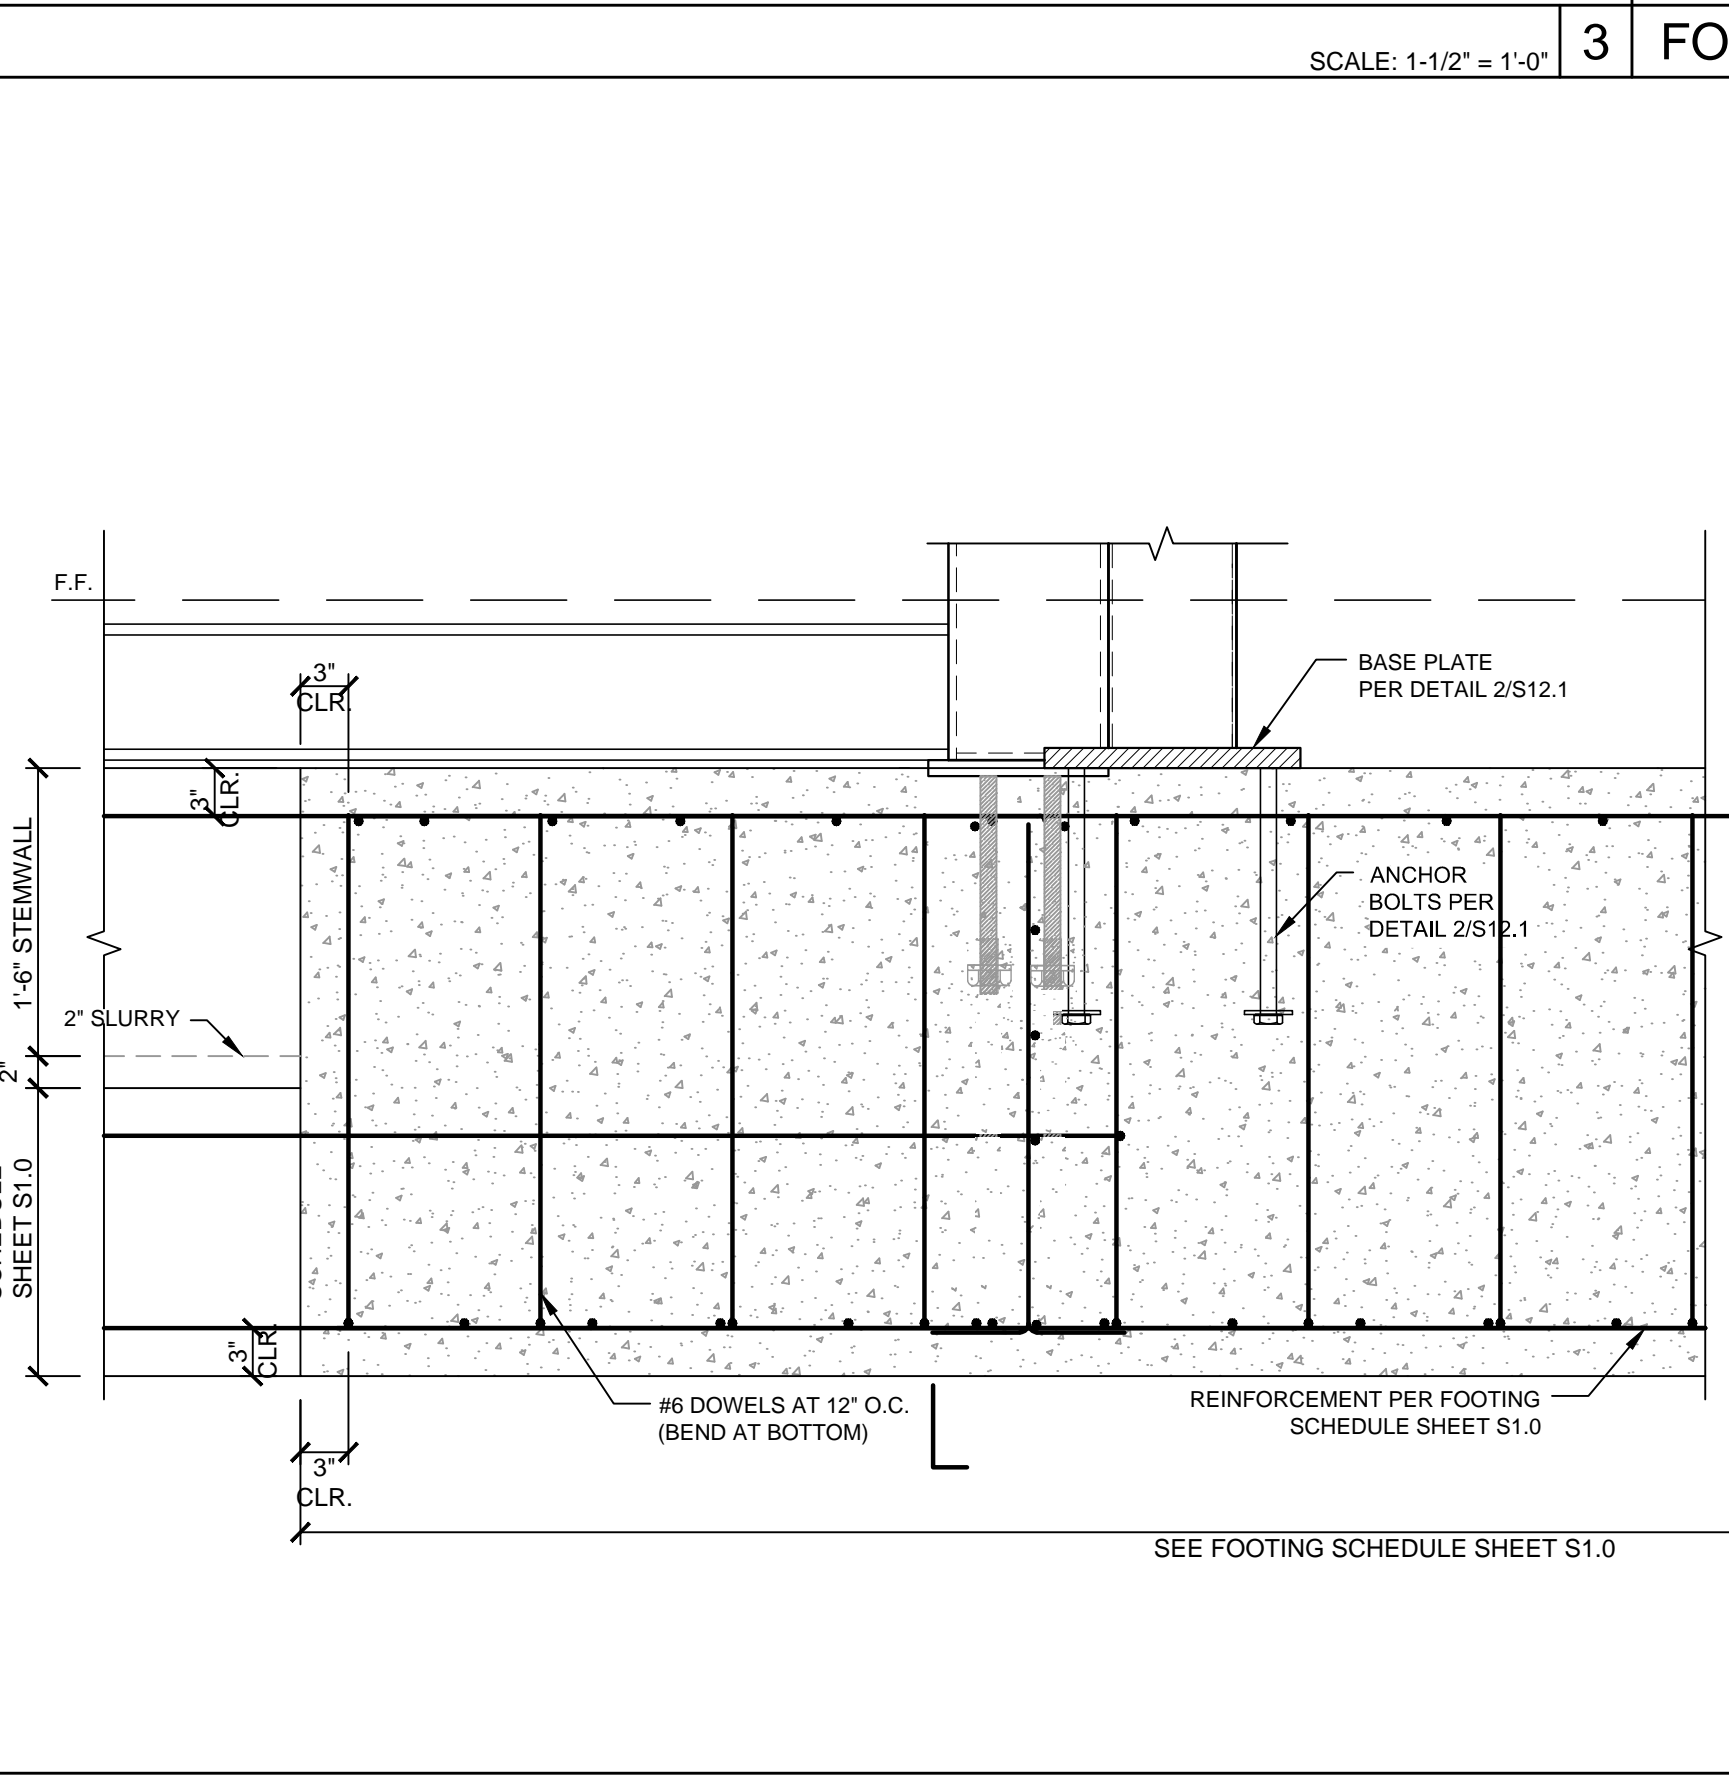 SCALE: 1-1/2" = 1'-0"
3
FO
F.F.
3"
CLR.
BASE PLATE
PER DETAIL 2/S12.1
3"
CLR.
1'-6" STEMWALL
ANCHOR
BOLTS PER
DETAIL 2/S12.1
2" SLURRY
2"
SHEET S1.0
3"
CLR.
#6 DOWELS AT 12" O.C.
(BEND AT BOTTOM)
REINFORCEMENT PER FOOTING
SCHEDULE SHEET S1.0
3"
CLR.
SEE FOOTING SCHEDULE SHEET S1.0